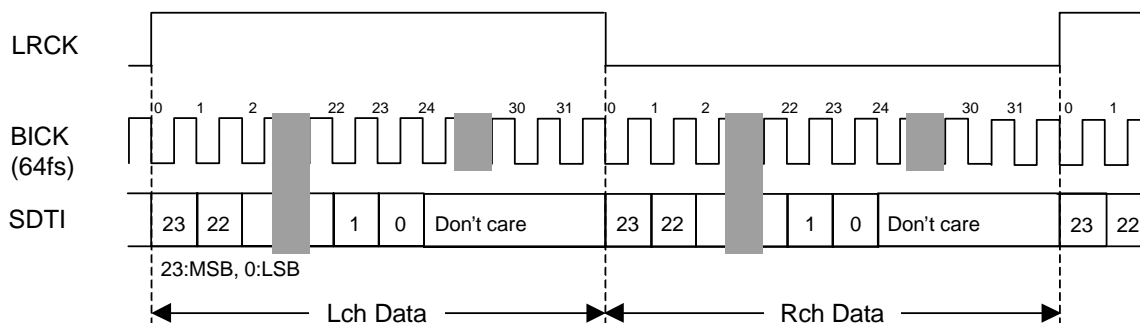 LRCK
0 1 2 22 23 24 30 31 0 1 2 22 23 24 30 31 0 1
BICK
(64fs)
SDTI 23 22 1 0 Don't care 23 22 1 0 Don't care 23 22
23:MSB, 0:LSB
Lch Data Rch Data